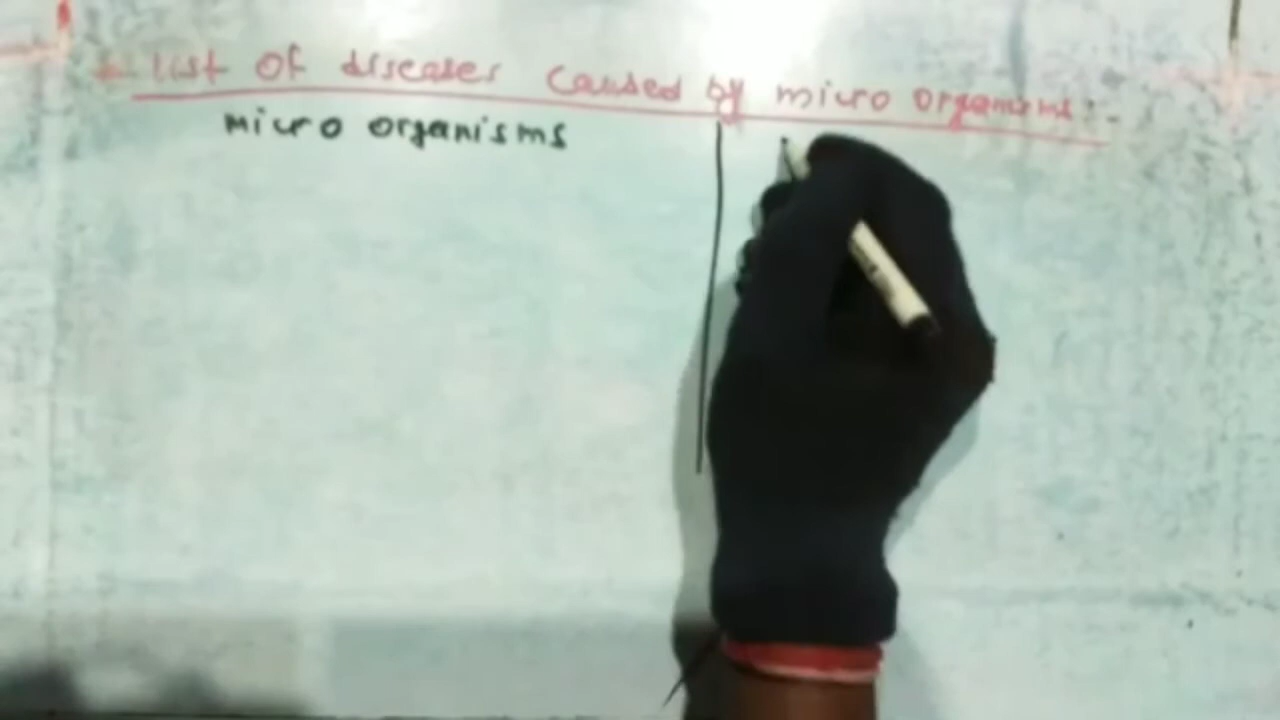 list of diseases caused by micro organisms:-
micro organisms